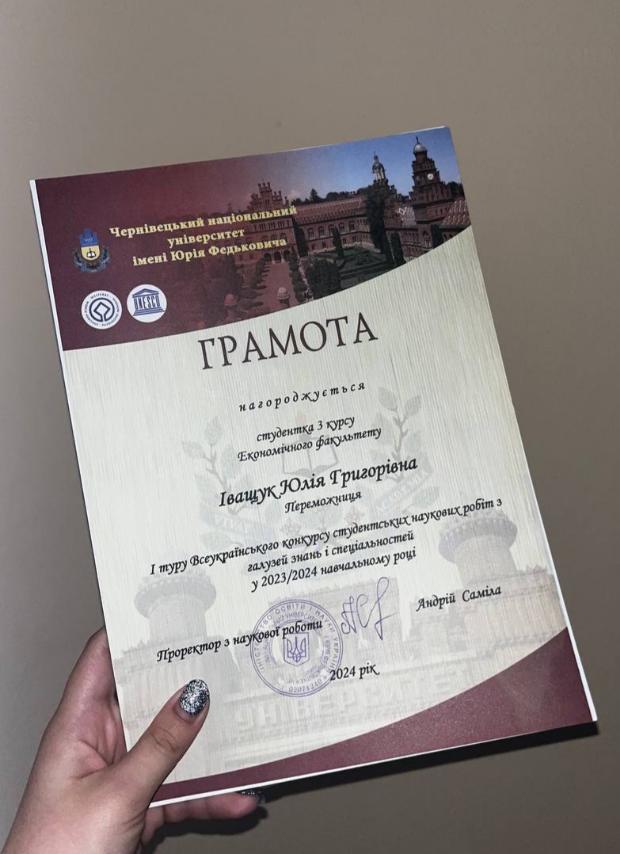 Чернівецький національний
університет
імені Юрія Федьковича
UNESCO
ГРАМОТА
нагороджується
студентка 3 курсу
Економічного факультету
Іващук Юлія Григорівна
Переможниця
І туру Всеукраїнського конкурсу студентських наукових робіт з
галузей знань і спеціальностей
у 2023/2024 навчальному році
Проректор з наукової роботи
Андрій Саміла
2024 рік